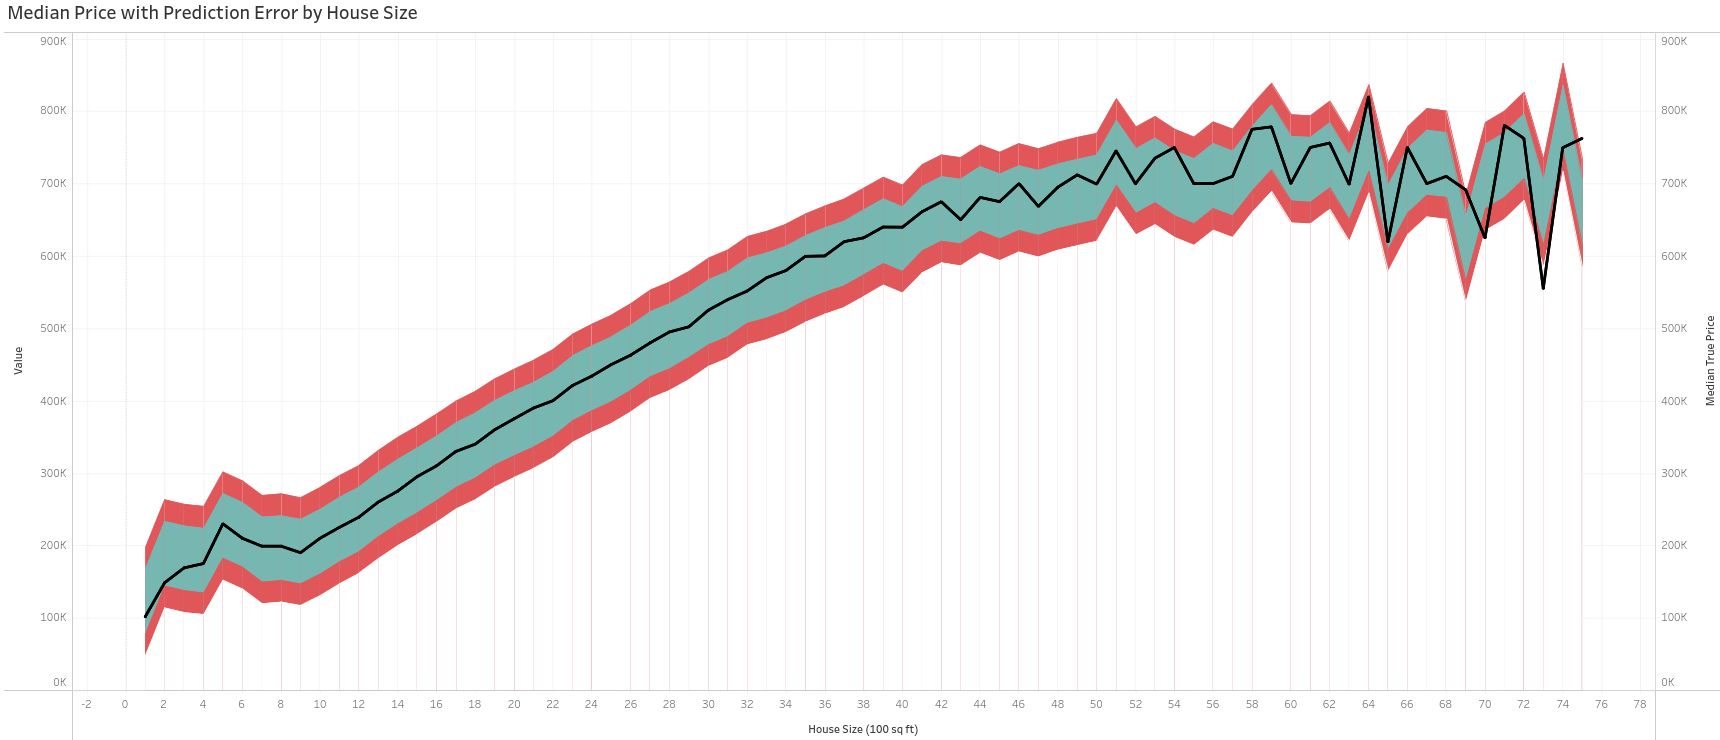 Median Price with Prediction Error by House Size
900K
800K
700K
600K
500K
400K
300K
200K
100K
0K
Value
900K
800K
700K
600K
500K
400K
300K
200K
100K
0K
Median True Price
-2 0 2 4 6 8 10 12 14 16 18 20 22 24 26 28 30 32 34 36 38 40 42 44 46 48 50 52 54 56 58 60 62 64 66 68 70 72 74 76 78
House Size (100 sq ft)